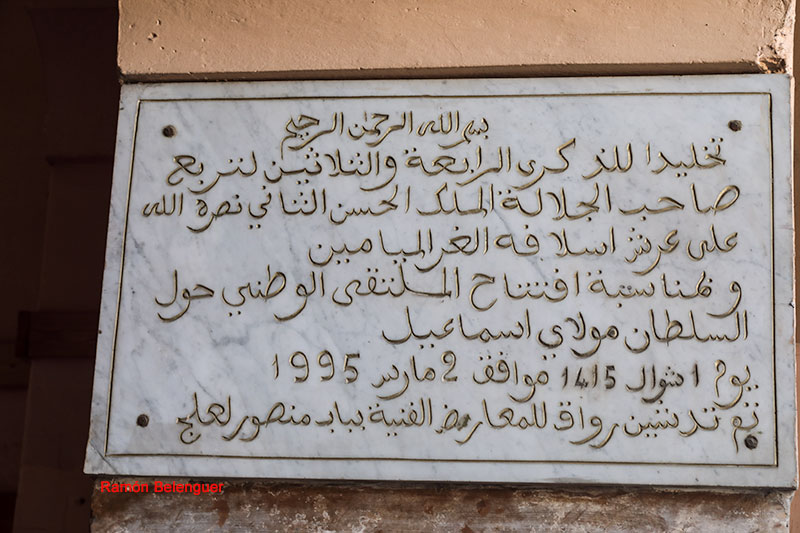 بسم الله الرحمن الرحيم
تخليدا للذكرى الرابعة والثلاثين لتربع
صاحب الجلالة الملك الحسن الثاني نصره الله
على عرش اسلافه الغر الميامين
و بمناسبة افتتاح الملتقى الوطني حول
السلطان مولاي اسماعيل
يوم 1 شوال 1415 موافق 2 مارس 1995
تم تدشين رواق للمعارض الفنية بباب منصور لعلج
Ramón Belenguer